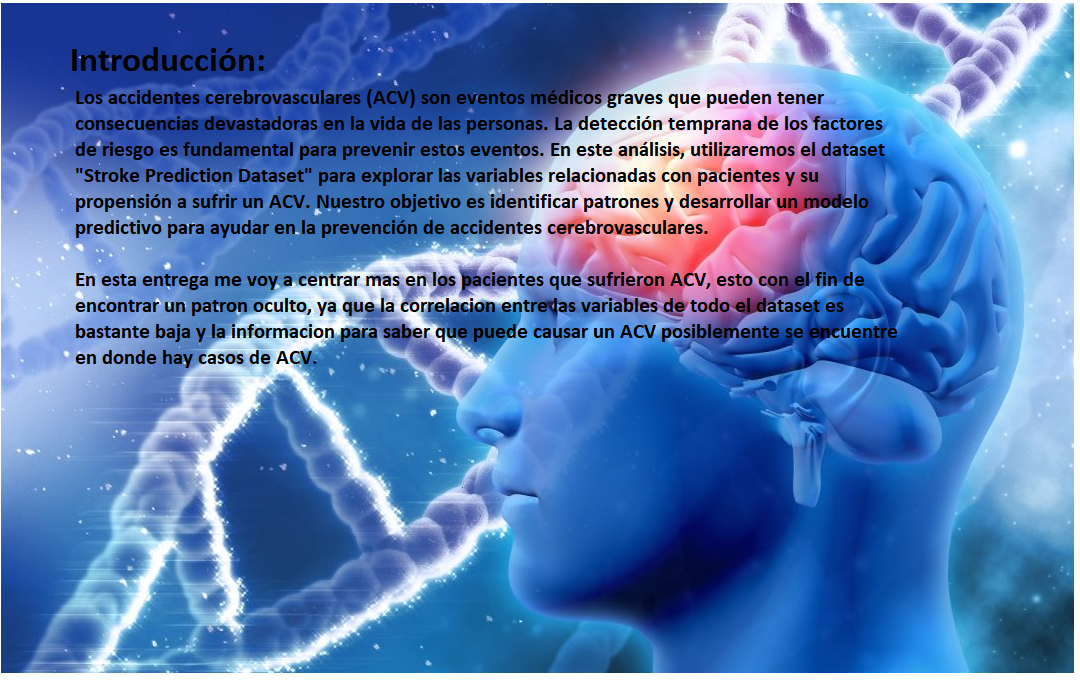 Introducción:
Los accidentes cerebrovasculares (ACV) son eventos médicos graves que pueden tener
consecuencias devastadoras en la vida de las personas. La detección temprana de los factores
de riesgo es fundamental para prevenir estos eventos. En este análisis, utilizaremos el dataset
"Stroke Prediction Dataset" para explorar las variables relacionadas con pacientes y su
propensión a sufrir un ACV. Nuestro objetivo es identificar patrones y desarrollar un modelo
predictivo para ayudar en la prevención de accidentes cerebrovasculares.
En esta entrega me voy a centrar mas en los pacientes que sufrieron ACV, esto con el fin de
encontrar un patron oculto, ya que la correlacion entre las variables de todo el dataset es
bastante baja y la informacion para saber que puede causar un ACV posiblemente se encuentre
en donde hay casos de ACV.